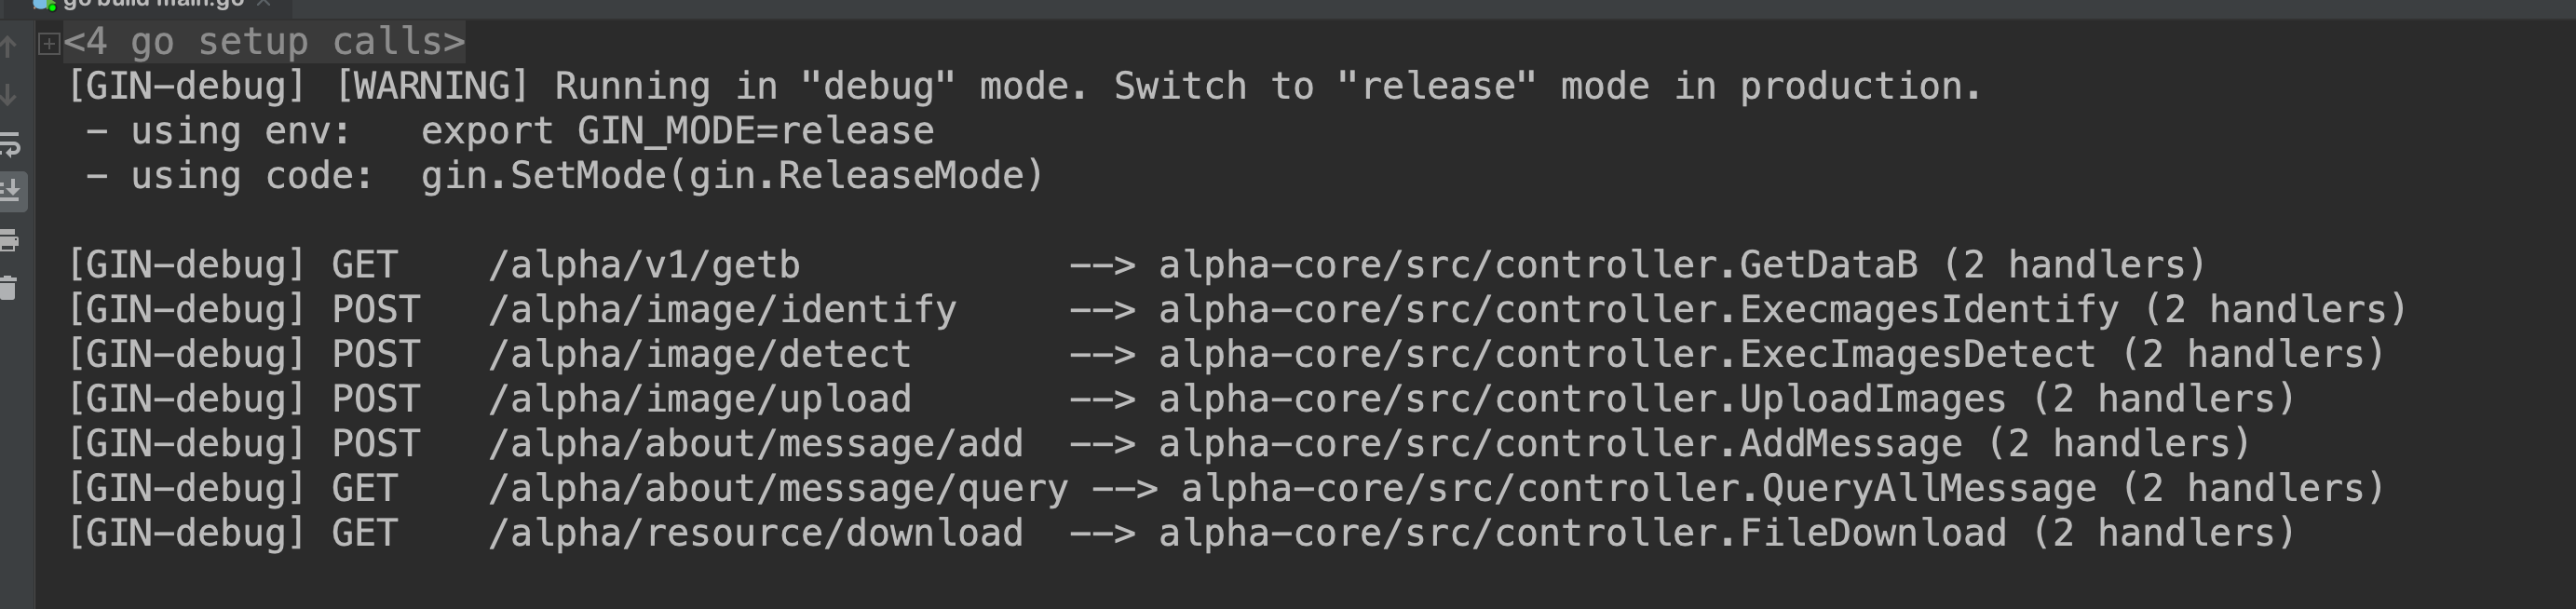 go build main.go ×
<4 go setup calls>
[GIN-debug] [WARNING] Running in "debug" mode. Switch to "release" mode in production.
 - using env:   export GIN_MODE=release
 - using code:  gin.SetMode(gin.ReleaseMode)

[GIN-debug] GET    /alpha/v1/getb            --> alpha-core/src/controller.GetDataB (2 handlers)
[GIN-debug] POST   /alpha/image/identify     --> alpha-core/src/controller.ExecmagesIdentify (2 handlers)
[GIN-debug] POST   /alpha/image/detect       --> alpha-core/src/controller.ExecImagesDetect (2 handlers)
[GIN-debug] POST   /alpha/image/upload       --> alpha-core/src/controller.UploadImages (2 handlers)
[GIN-debug] POST   /alpha/about/message/add  --> alpha-core/src/controller.AddMessage (2 handlers)
[GIN-debug] GET    /alpha/about/message/query --> alpha-core/src/controller.QueryAllMessage (2 handlers)
[GIN-debug] GET    /alpha/resource/download  --> alpha-core/src/controller.FileDownload (2 handlers)